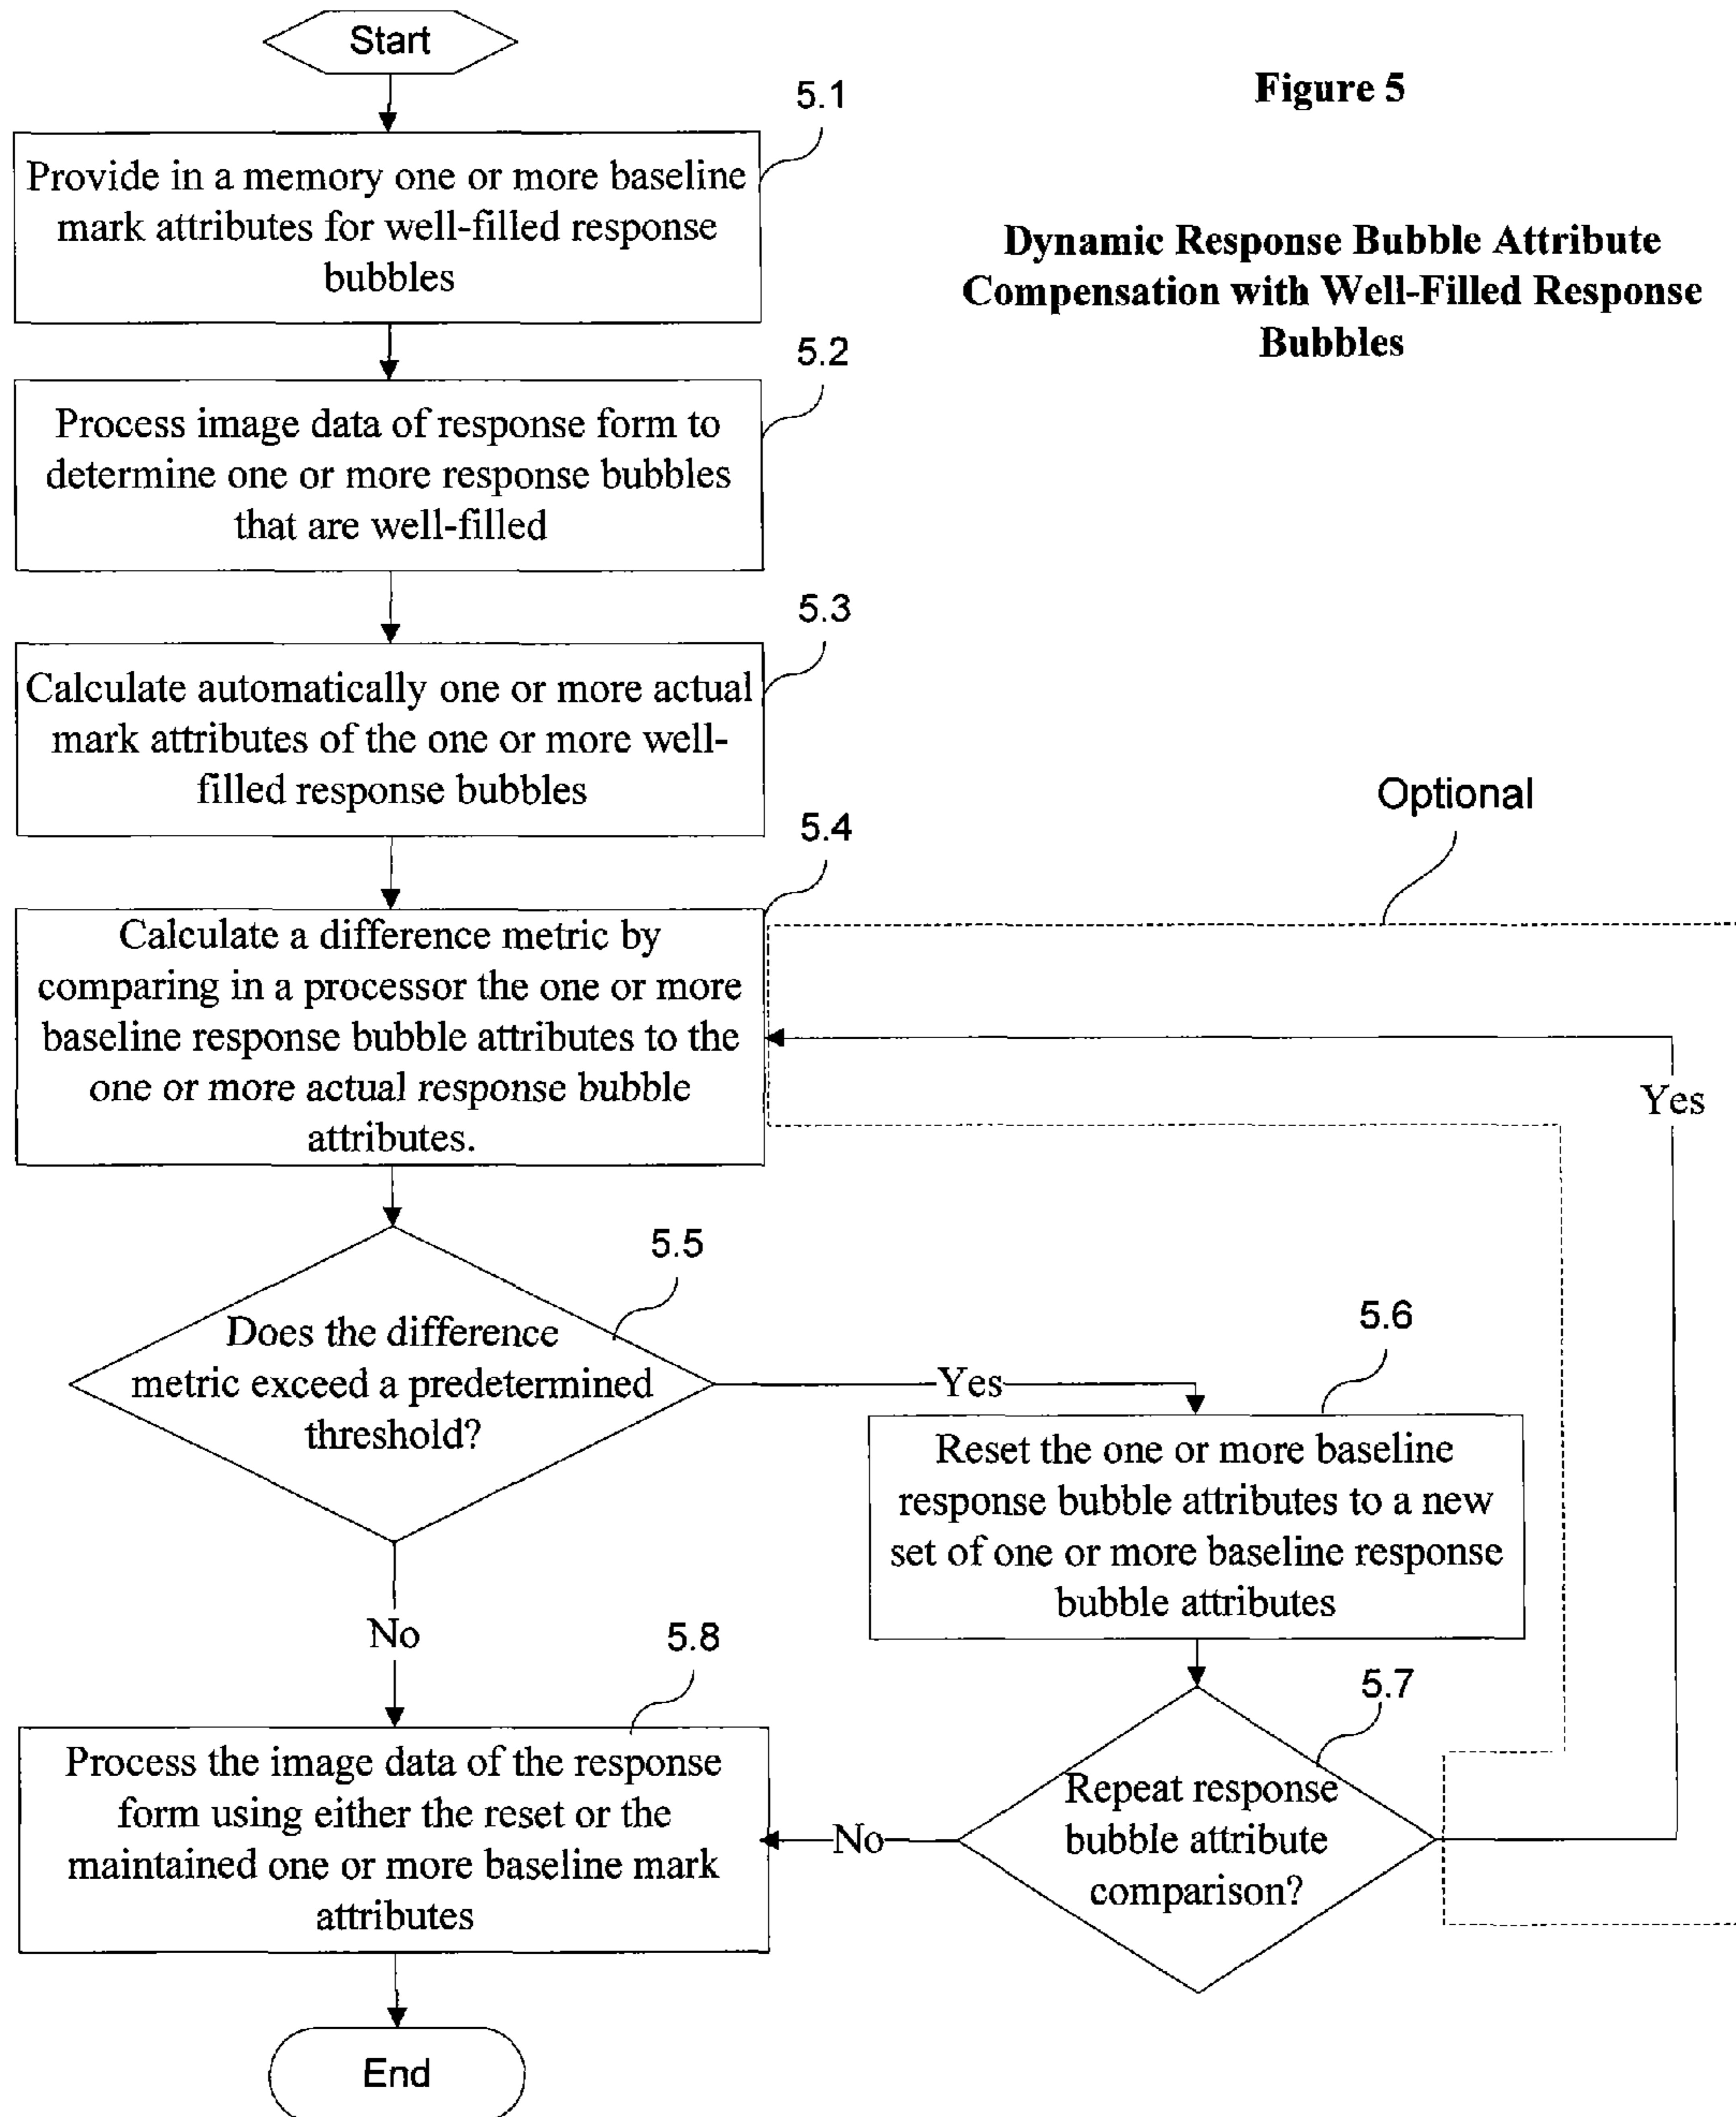 Start
Figure 5
Dynamic Response Bubble Attribute
Compensation with Well-Filled Response
Bubbles
5.1
Provide in a memory one or more baseline
mark attributes for well-filled response
bubbles
5.2
Process image data of response form to
determine one or more response bubbles
that are well-filled
5.3
Calculate automatically one or more actual
mark attributes of the one or more well-
filled response bubbles
Optional
5.4
Calculate a difference metric by
comparing in a processor the one or more
baseline response bubble attributes to the
one or more actual response bubble
attributes.
Yes
5.5
Does the difference
metric exceed a predetermined
threshold?
Yes
5.6
Reset the one or more baseline
response bubble attributes to a new
set of one or more baseline response
bubble attributes
No
5.7
Repeat response
bubble attribute
comparison?
No
5.8
Process the image data of the response
form using either the reset or the
maintained one or more baseline mark
attributes
End